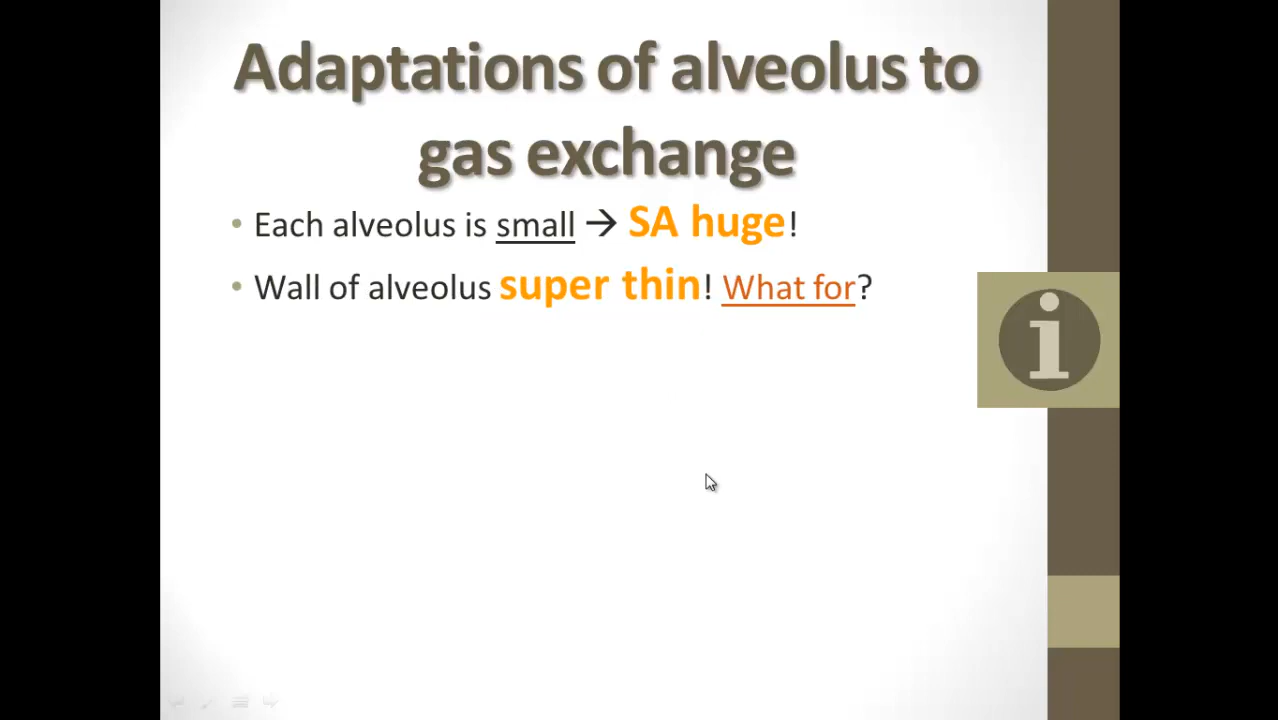 Adaptations of alveolus to
gas exchange
• Each alveolus is small → SA huge!
• Wall of alveolus super thin! What for?
i